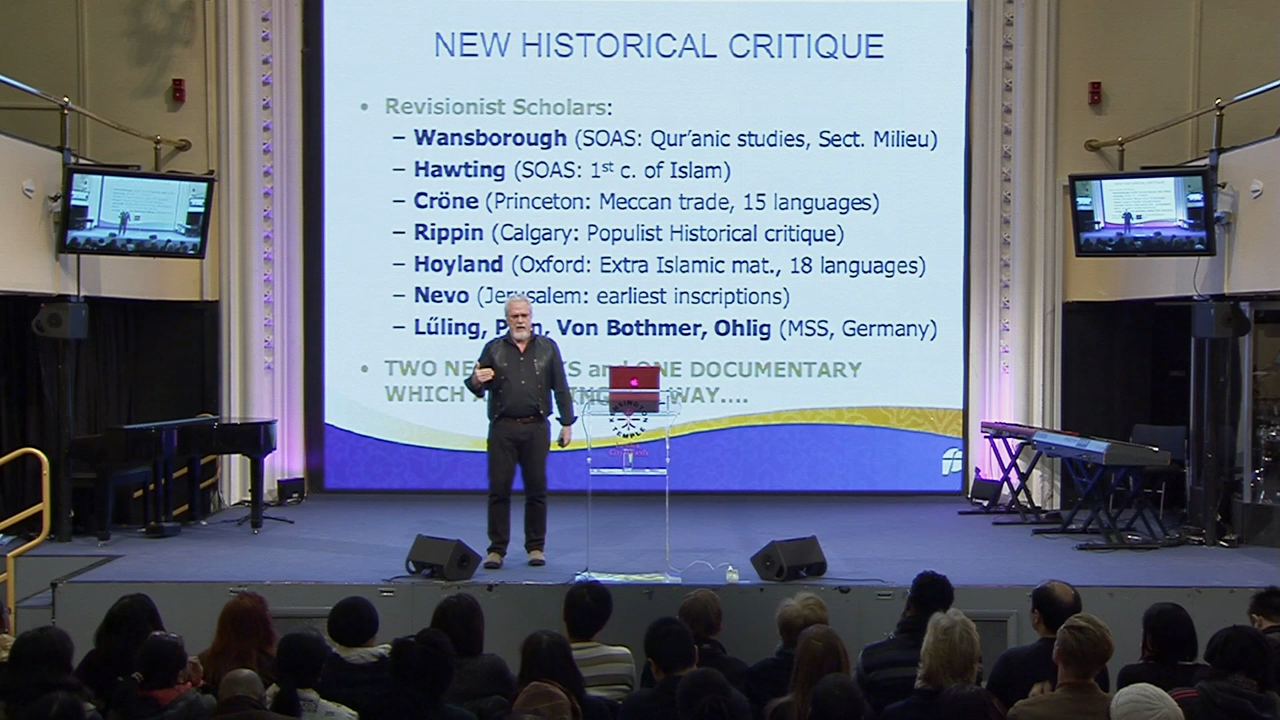 NEW HISTORICAL CRITIQUE
• Revisionist Scholars:
– Wansborough (SOAS: Qur'anic studies, Sect. Milieu)
– Hawting (SOAS: 1st c. of Islam)
– Cröne (Princeton: Meccan trade, 15 languages)
– Rippin (Calgary: Populist Historical critique)
– Hoyland (Oxford: Extra Islamic mat., 18 languages)
– Nevo (Jerusalem: earliest inscriptions)
– Lűling, Von Bothmer, Ohlig (MSS, Germany)
• TWO ONE DOCUMENTARY
WHICH WAY....
KENSINGTON
TEMPLE